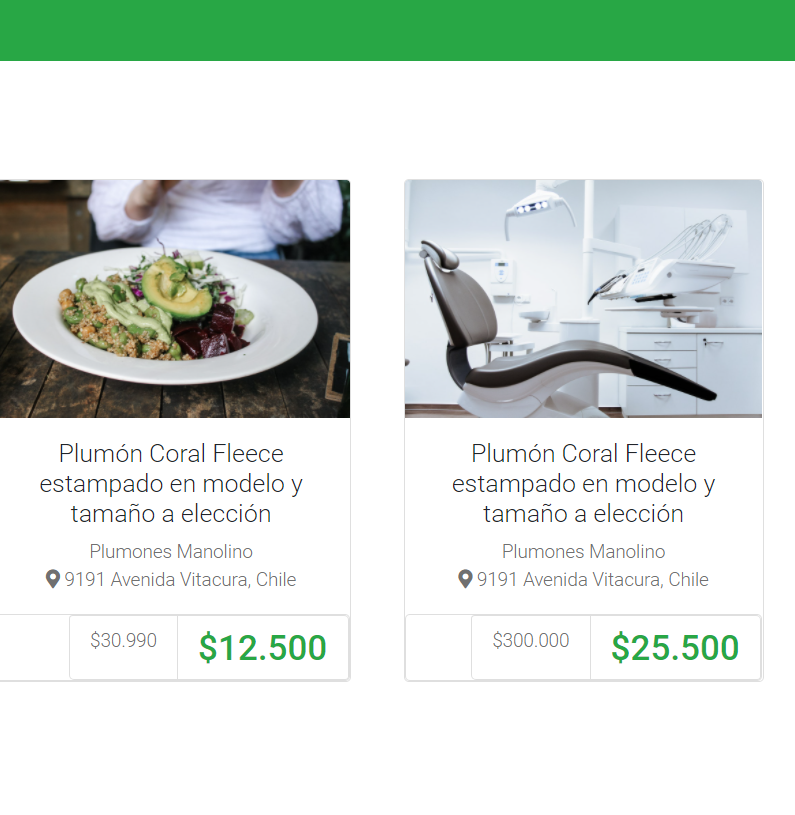 Plumón Coral Fleece
estampado en modelo y
tamaño a elección
Plumones Manolino
9191 Avenida Vitacura, Chile
$30.990
$12.500
Plumón Coral Fleece
estampado en modelo y
tamaño a elección
Plumones Manolino
9191 Avenida Vitacura, Chile
$300.000
$25.500